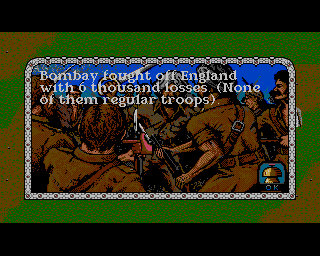 Bombay fought off England
with 6 thousand losses. (None
of them regular troops).
OK